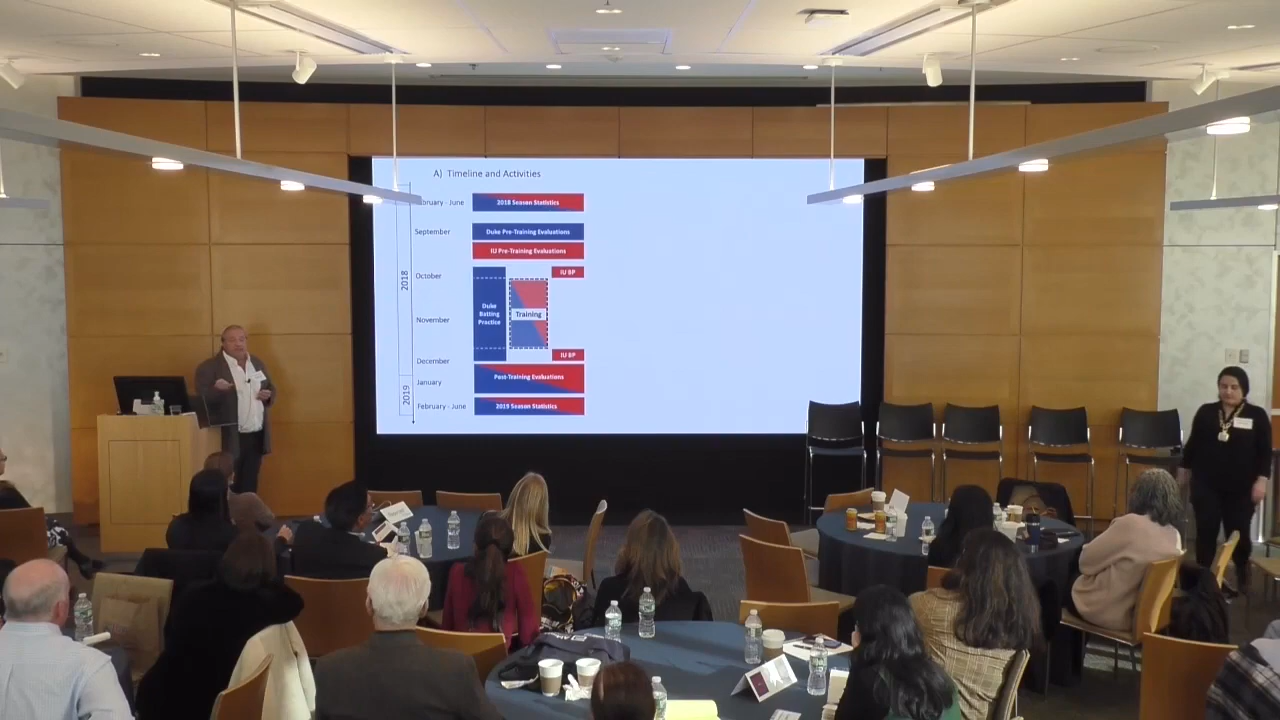 A) Timeline and Activities
bruary - June
2018 Season Statistics
September
Duke Pre-Training Evaluations
IU Pre-Training Evaluations
October
IU BP
2018
Duke
Batting
Practice
Training
November
December
IU BP
January
Post-Training Evaluations
2019
February - June
2019 Season Statistics